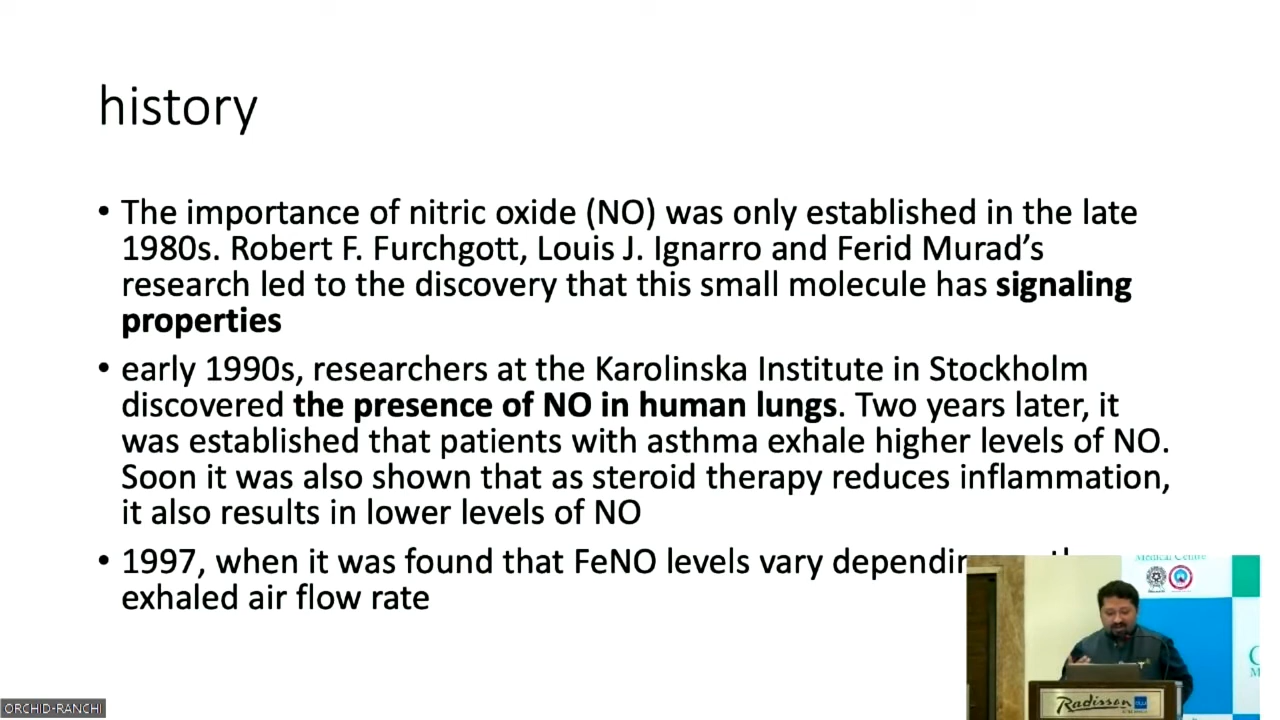 history
• The importance of nitric oxide (NO) was only established in the late
1980s. Robert F. Furchgott, Louis J. Ignarro and Ferid Murad’s
research led to the discovery that this small molecule has signaling
properties
• early 1990s, researchers at the Karolinska Institute in Stockholm
discovered the presence of NO in human lungs. Two years later, it
was established that patients with asthma exhale higher levels of NO.
Soon it was also shown that as steroid therapy reduces inflammation,
it also results in lower levels of NO
• 1997, when it was found that FeNO levels vary
exhaled air flow rate
Medical Centre
Radisson
ORCHID-RANCHI